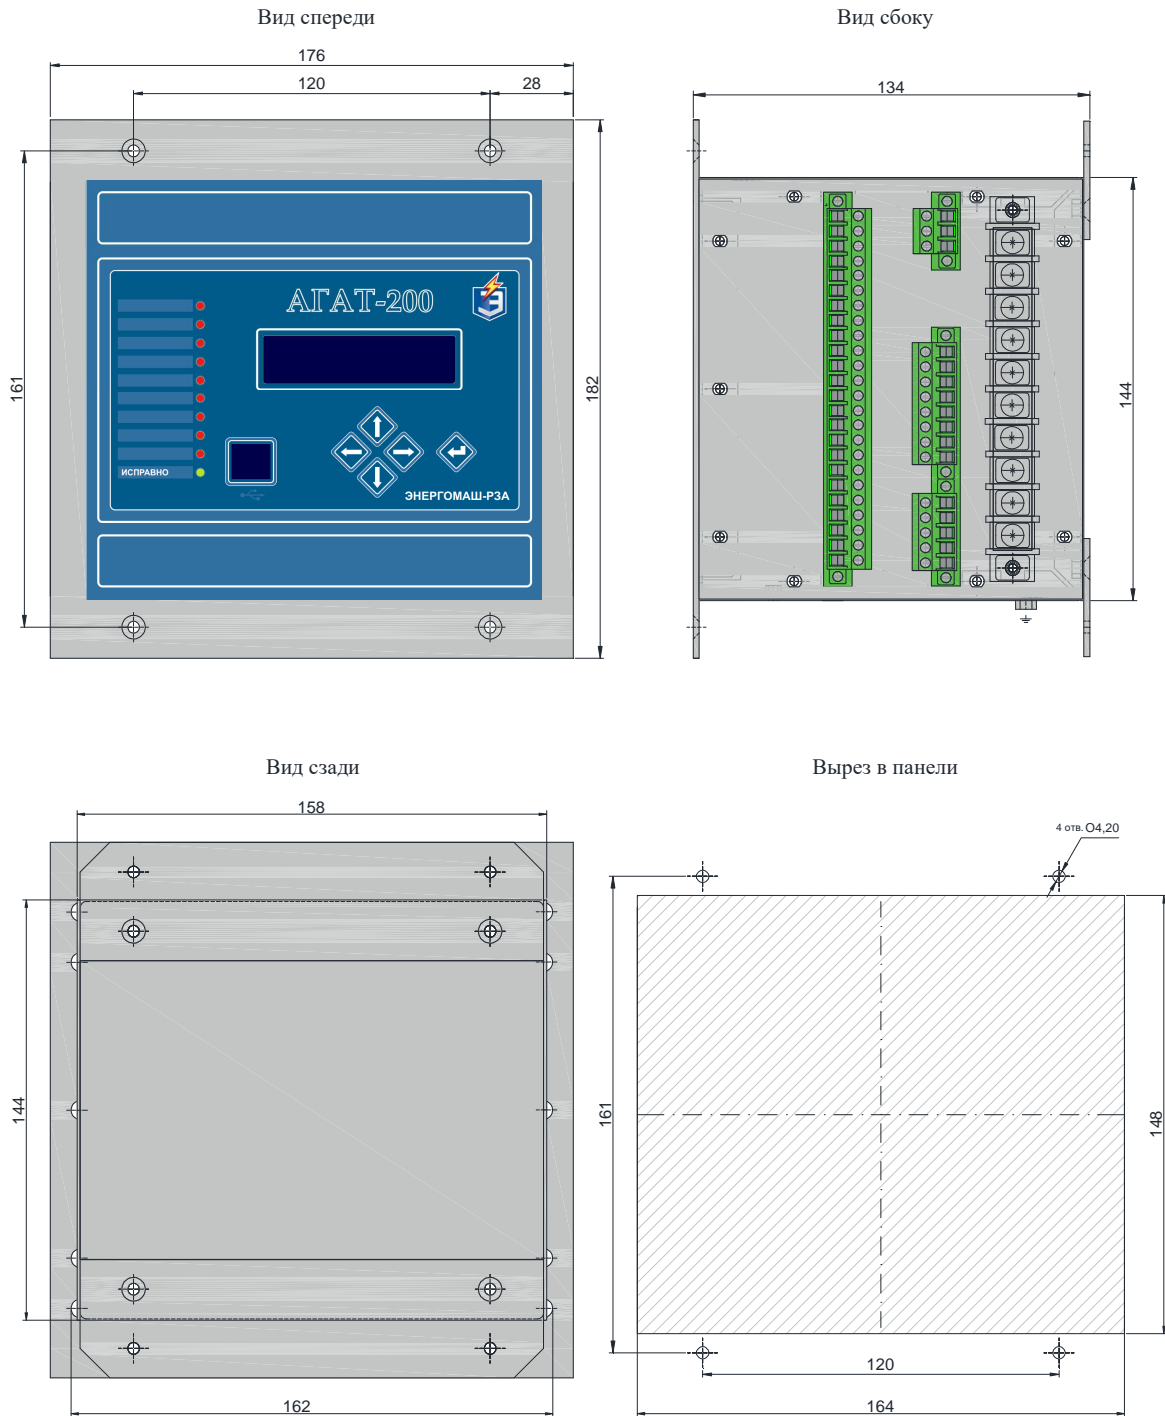 Вид спереди
Вид сбоку
176
120
28
134
161
182
144
АГАТ-200
Э
ИСПРАВНО
ЭНЕРГОМАШ-РЗА
Вид сзади
Вырез в панели
158
4 отв. O4,20
144
161
148
120
162
164